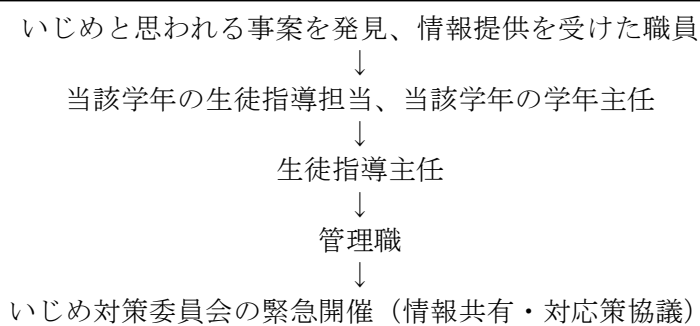 いじめと思われる事案を発見、情報提供を受けた職員
↓
当該学年の生徒指導担当、当該学年の学年主任
↓
生徒指導主任
↓
管理職
↓
いじめ対策委員会の緊急開催（情報共有・対応策協議）